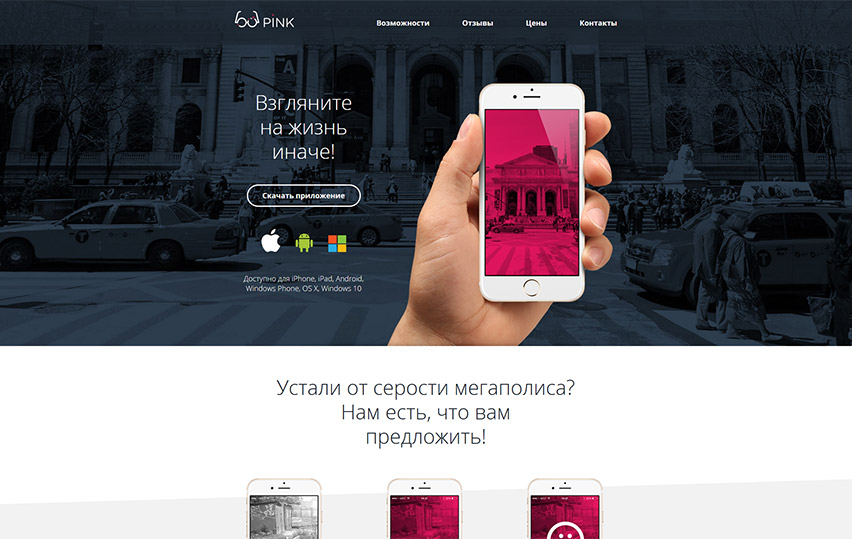 PINK
Возможности Отзывы Цены Контакты
Взгляните
на жизнь
иначе!
Скачать приложение
Доступно для iPhone, iPad, Android,
Windows Phone, OS X, Windows 10
Устали от серости мегаполиса?
Нам есть, что вам
предложить!